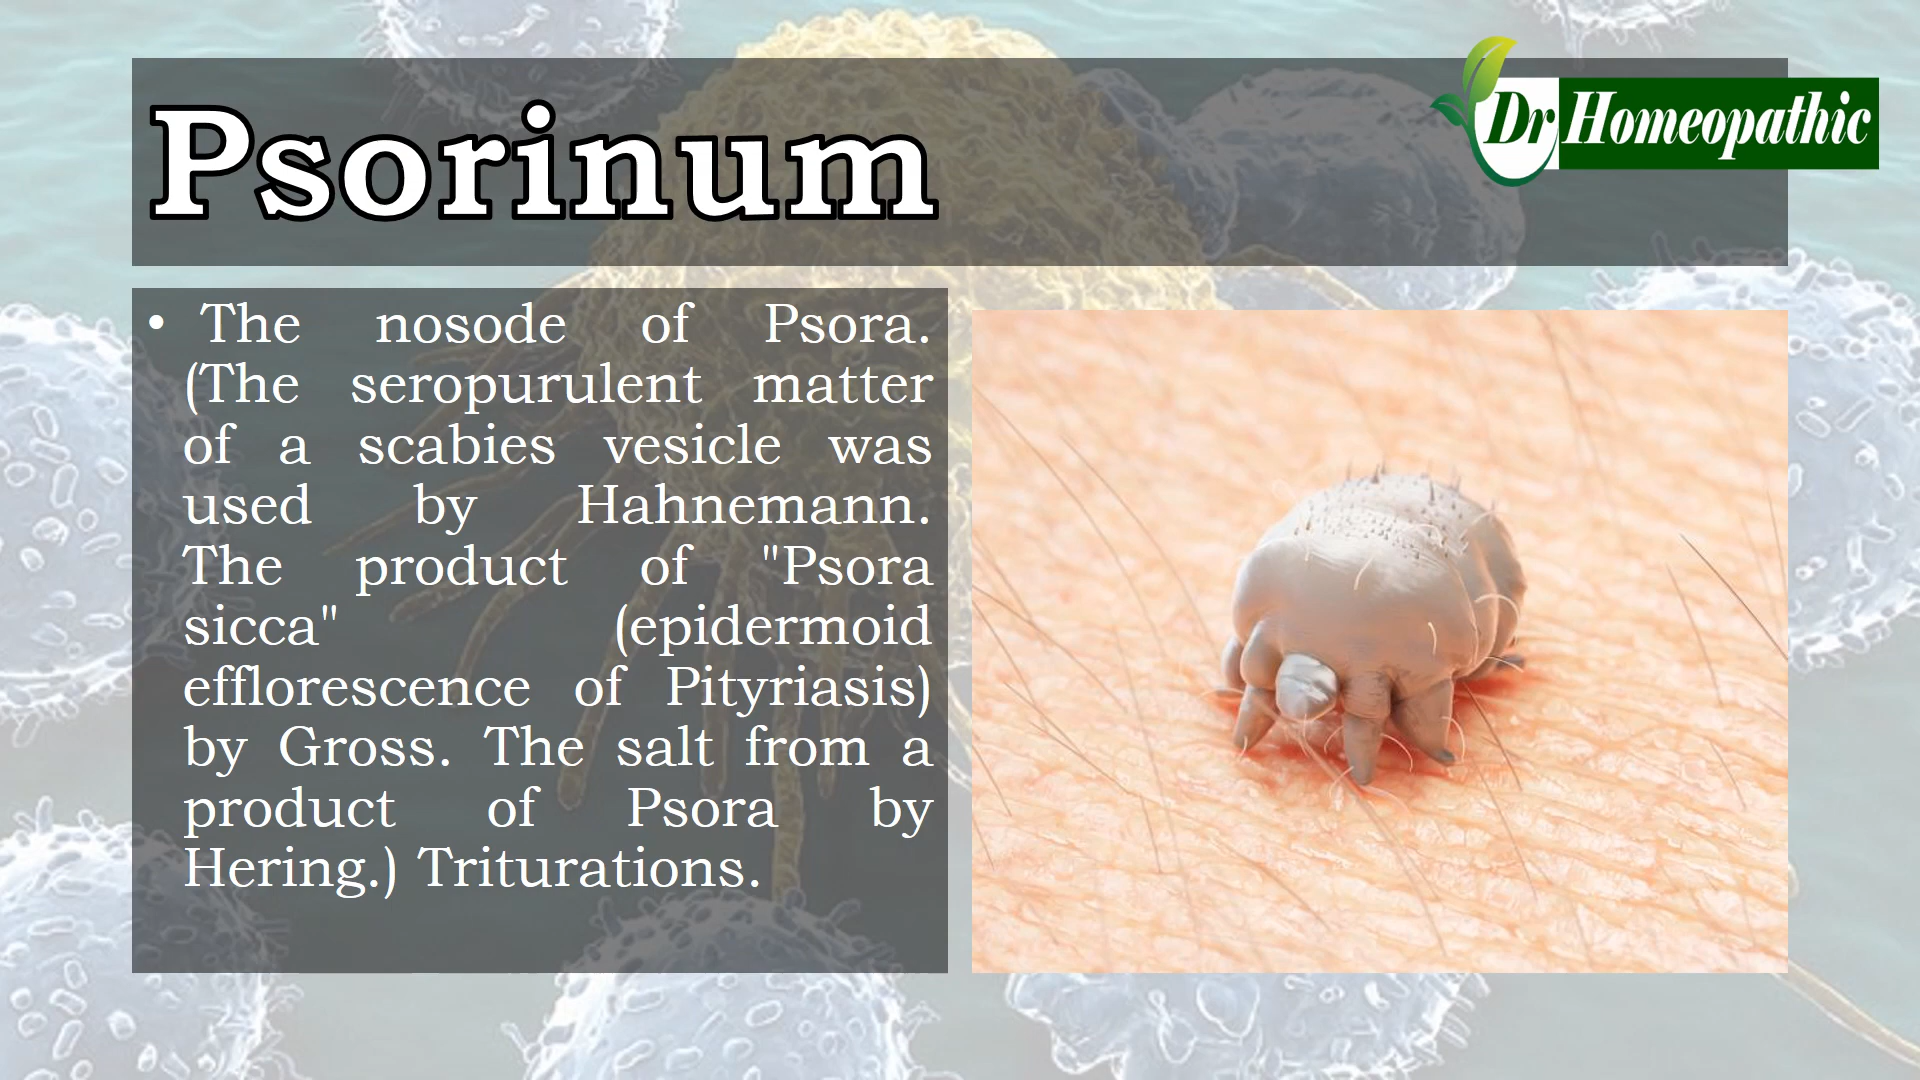 Psorinum
Dr Homeopathic
• The nosode of Psora.
(The seropurulent matter
of a scabies vesicle was
used by Hahnemann.
The product of "Psora
sicca" (epidermoid
efflorescence of Pityriasis)
by Gross. The salt from a
product of Psora by
Hering.) Triturations.